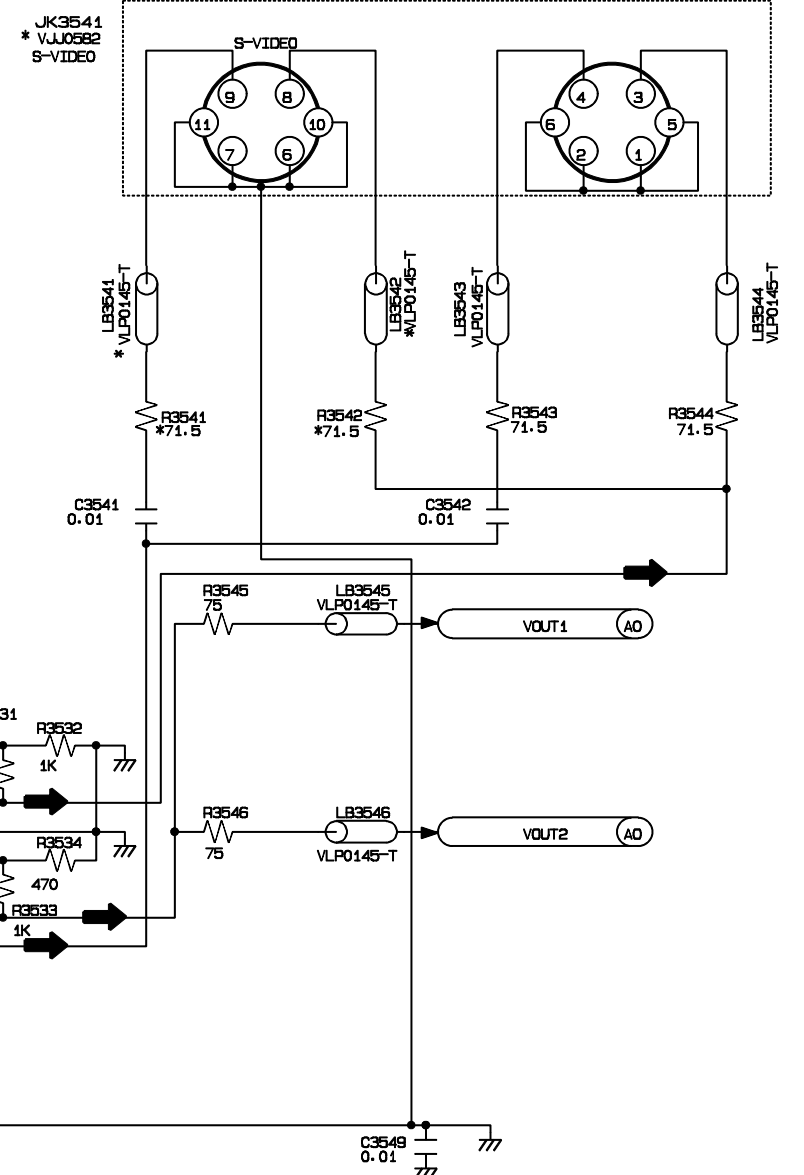 JK3541
* VJJ0582
S-VIDEO
S-VIDEO
9
8
4
3
11
10
6
5
7
6
2
1
LB3541
* VLP0145-T
LB3542
*VLP0145-T
LB3543
VLP0145-T
LB3544
VLP0145-T
R3541
*71.5
R3542
*71.5
R3543
71.5
R3544
71.5
C3541
0.01
C3542
0.01
R3545
75
LB3545
VLP0145-T
VOUT1
AO
31
R3532
1K
R3546
75
LB3546
VLP0145-T
VOUT2
AO
R3534
470
R3533
1K
C3549
0.01